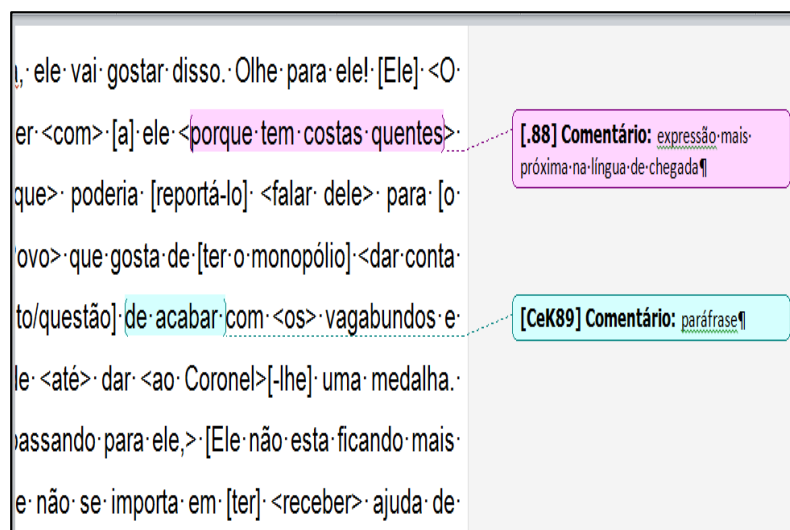 , ele vai gostar disso. Olhe para ele! [Ele] <O
er <com> [a] ele <porque tem costas quentes>
que> poderia [reportá-lo] <falar dele> para [o
ovo> que gosta de [ter o monopólio] <dar conta
to/questão] de acabar com <os> vagabundos e
le <até> dar <ao Coronel>[-lhe] uma medalha.
passando para ele,> [Ele não esta ficando mais
e não se importa em [ter] <receber> ajuda de
[.88] Comentário: expressão mais
próxima na língua de chegada¶
[CeK89] Comentário: paráfrase¶